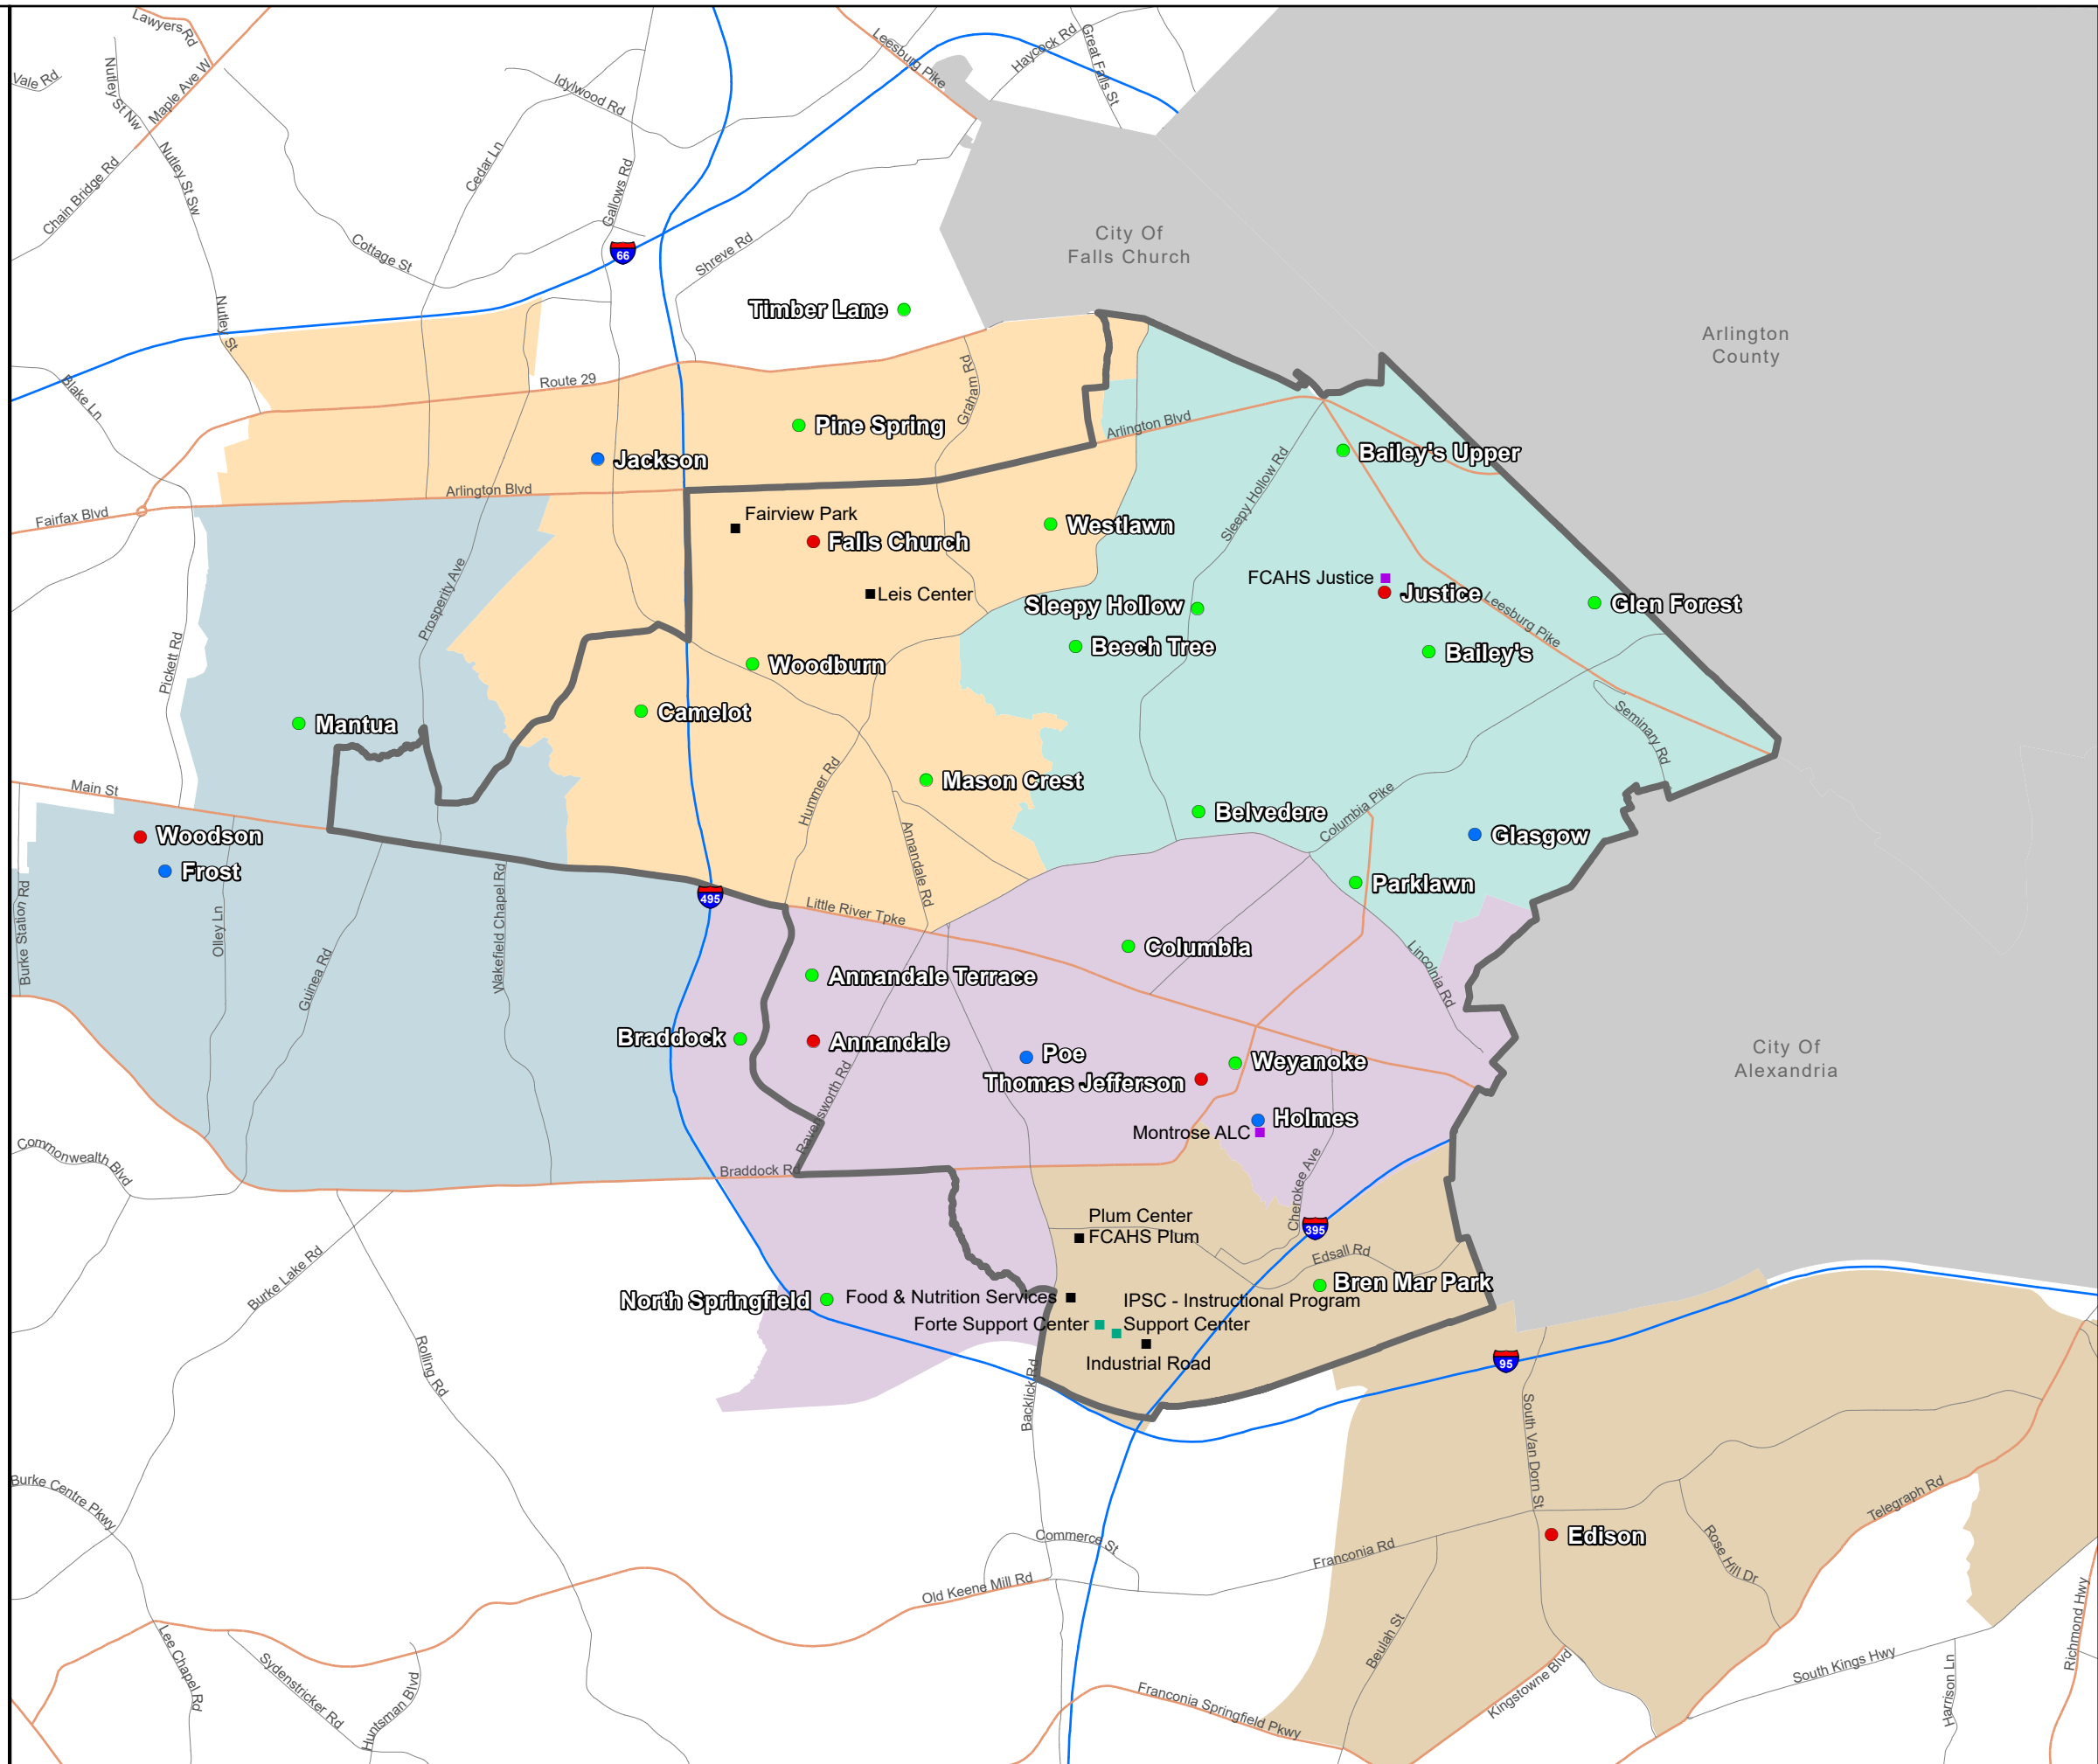 Lawyers Rd
Vale Rd
Nutley St Nw
Maple Ave W
Idylwood Rd
Leesburg Pike
Haycock Rd
Great Falls St
Chain Bridge Rd
Nutley St Sw
Cedar Ln
Gallows Rd
Cottage St
66
Shreve Rd
City Of
Falls Church
Timber Lane
Arlington
County
Nutley St
Blake Ln
Route 29
Graham Rd
Pine Spring
Arlington Blvd
Jackson
Bailey's Upper
Arlington Blvd
Fairfax Blvd
Sleepy Hollow Rd
Fairview Park
Westlawn
Falls Church
Prosperity Ave
FCAHS Justice
Justice
Leis Center
Leesburg Pike
Sleepy Hollow
Glen Forest
Beech Tree
Bailey's
Pickett Rd
Woodburn
Camelot
Mantua
Seminary Rd
Main St
Hummer Rd
Mason Crest
Columbia Pike
Belvedere
Woodson
Glasgow
Frost
Annandale Rd
Parklawn
495
Little River Tpke
Burke Station Rd
Olley Ln
Guinea Rd
Wakefield Chapel Rd
Columbia
Annandale Terrace
Lincolnia Rd
Braddock
Annandale
Poe
Weyanoke
Thomas Jefferson
City Of
Alexandria
Ravensworth Rd
Holmes
Montrose ALC
Commonwealth Blvd
Braddock Rd
Cherokee Ave
Plum Center
FCAHS Plum
395
Edsall Rd
Burke Lake Rd
Bren Mar Park
North Springfield
Food & Nutrition Services
IPSC - Instructional Program
Support Center
Forte Support Center
Industrial Road
95
Rolling Rd
Backlick Rd
South Van Dorn St
Burke Centre Pkwy
Telegraph Rd
Commerce St
Edison
Franconia Rd
Rose Hill Dr
Old Keene Mill Rd
Richmond Hwy
Lee Chapel Rd
Sydenstricker Rd
Huntsman Blvd
Beulah St
Kingstowne Blvd
South Kings Hwy
Harrison Ln
Franconia Springfield Pkwy